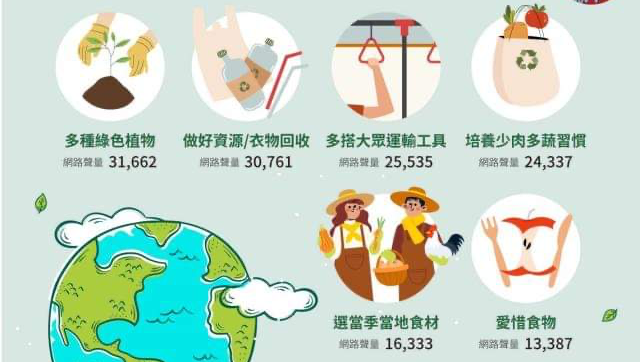 多種綠色植物
網路聲量 31,662
做好資源/衣物回收
網路聲量 30,761
多搭大眾運輸工具
網路聲量 25,535
培養少肉多蔬習慣
網路聲量 24,337
選當季當地食材
網路聲量 16,333
愛惜食物
網路聲量 13,387